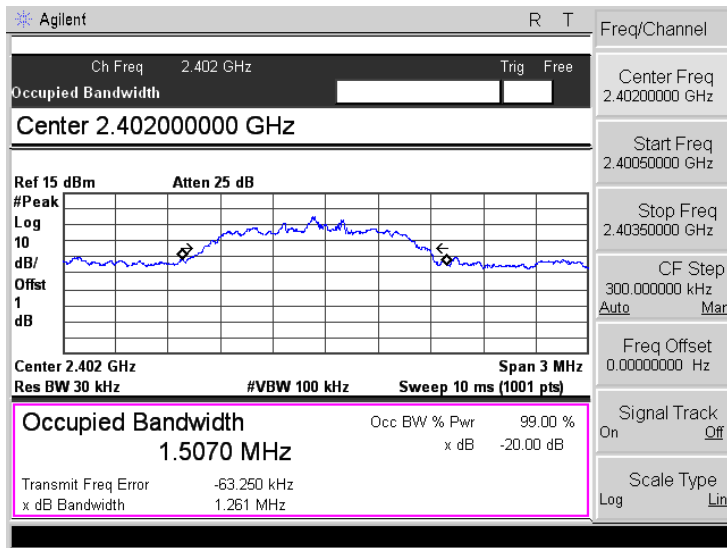 Agilent
R T
Freq/Channel
Ch Freq 2.402 GHz Trig Free
Occupied Bandwidth
Center Freq
2.40200000 GHz
Center 2.402000000 GHz
Start Freq
2.40050000 GHz
Ref 15 dBm Atten 25 dB
#Peak
Log
10
dB/
Offst
1
dB
Stop Freq
2.40350000 GHz
CF Step
300.000000 kHz
Auto Man
Center 2.402 GHz Span 3 MHz
Res BW 30 kHz #VBW 100 kHz Sweep 10 ms (1001 pts)
Freq Offset
0.00000000 Hz
Occupied Bandwidth Occ BW % Pwr 99.00 %
1.5070 MHz x dB -20.00 dB
Signal Track
On Off
Transmit Freq Error -63.250 kHz
x dB Bandwidth 1.261 MHz
Scale Type
Log Lin